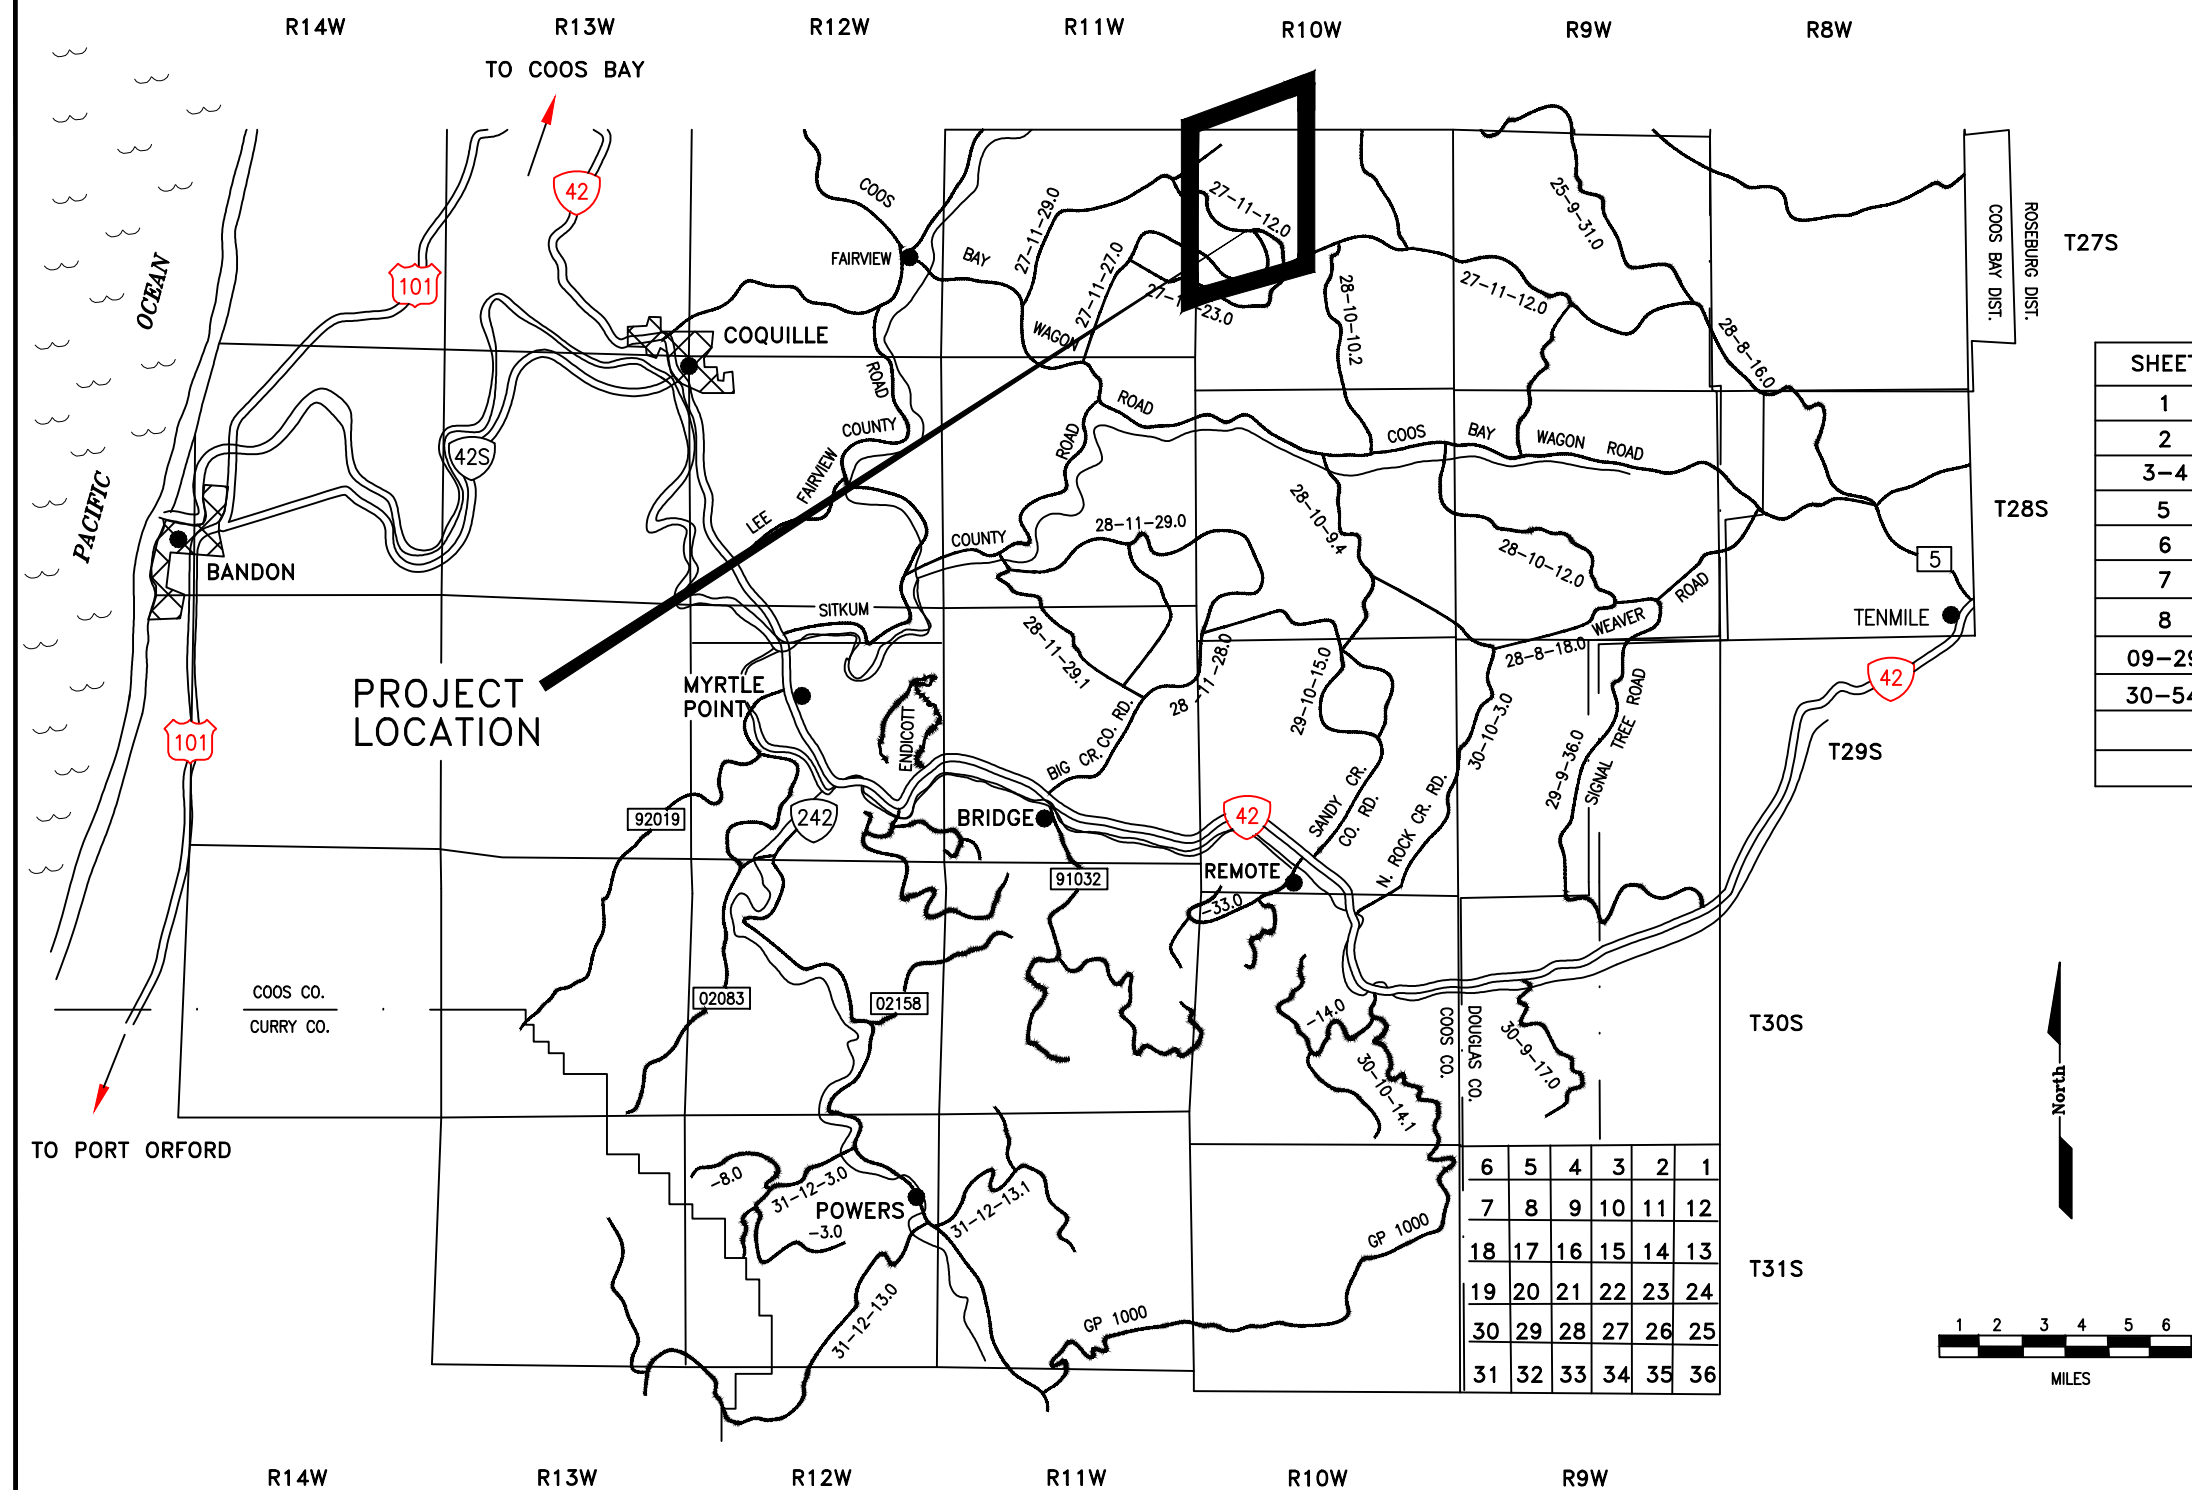 R14W
R13W
R12W
R11W
R10W
R9W
R8W
TO COOS BAY
42
COOS
27-11-29.0
27-11-12.0
25-9-31.0
COOS BAY DIST.
ROSEBURG DIST.
T27S
PACIFIC OCEAN
101
FAIRVIEW
BAY
27-11-27.0
28-10-10.2
27-11-12.0
WAGON
23.0
28-8-16.0
COQUILLE
ROAD
ROAD
SHEET
1
2
3-4
5
6
7
8
09-29
30-54
42S
COUNTY
FAIRVIEW
LEE
ROAD
COOS BAY WAGON ROAD
28-10-9.4
T28S
COUNTY
28-11-29.0
28-10-12.0
5
BANDON
SITKUM
28-11-29.1
28-11-28.0
29-10-15.0
28-8-18.0
WEAVER
ROAD
TENMILE
42
PROJECT
LOCATION
MYRTLE
POINT
ENDICOTT
BIG CR. CO. RD.
30-10-3.0
29-9-36.0
SIGNAL TREE ROAD
T29S
101
92019
242
BRIDGE
42
SANDY CR.
CO. RD.
N. ROCK CR. RD.
91032
REMOTE
-33.0
COOS CO.
CURRY CO.
02083
02158
-14.0
30-10-14.1
COOS CO.
DOUGLAS CO.
30-9-17.0
T30S
North
TO PORT ORFORD
-8.0
31-12-3.0
-3.0
POWERS
31-12-13.1
31-12-13.0
GP 1000
GP 1000
6 5 4 3 2 1
7 8 9 10 11 12
18 17 16 15 14 13
19 20 21 22 23 24
30 29 28 27 26 25
31 32 33 34 35 36
T31S
1 2 3 4 5 6
MILES
R14W
R13W
R12W
R11W
R10W
R9W